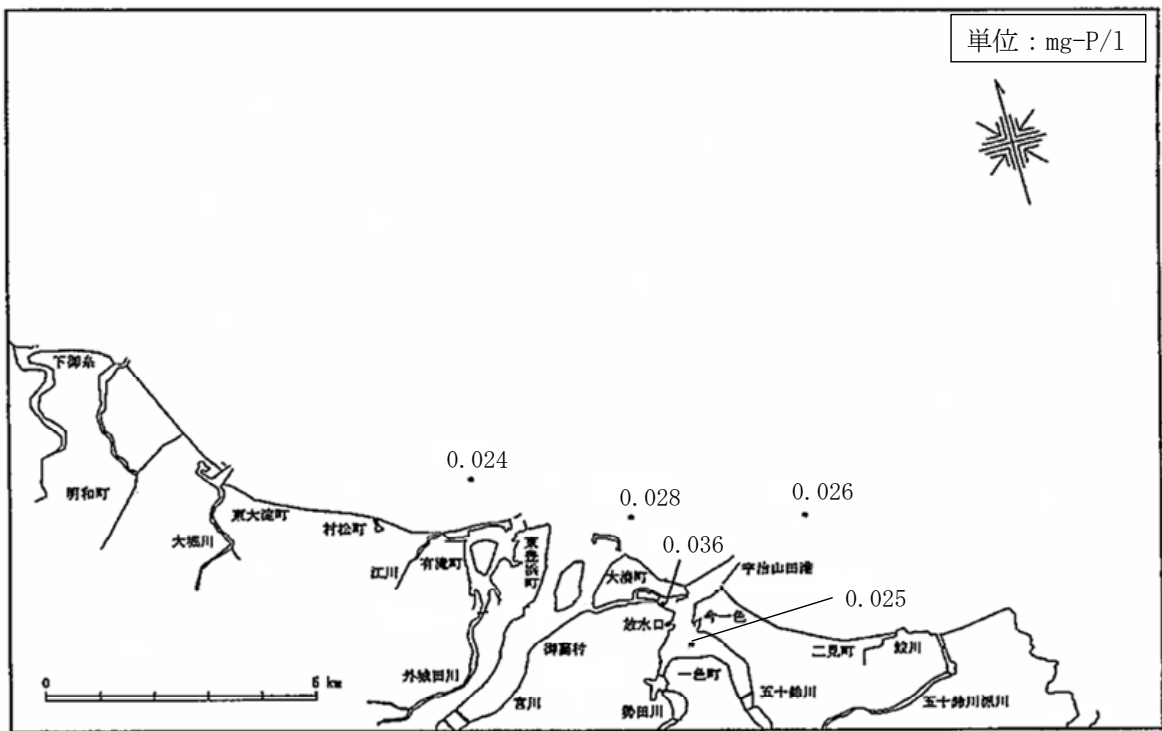 単位：mg-P/l
下御糸
0.024
0.028
0.026
明和町
東大淀町
村松町
大堀川
江川
有滝町
東豊浜町
0.036
大湊町
宇治山田港
0.025
放水口
今一色
御薗村
二見町
鮫川
外城田川
一色町
宮川
勢田川
五十鈴川
五十鈴川派川
0
6 km